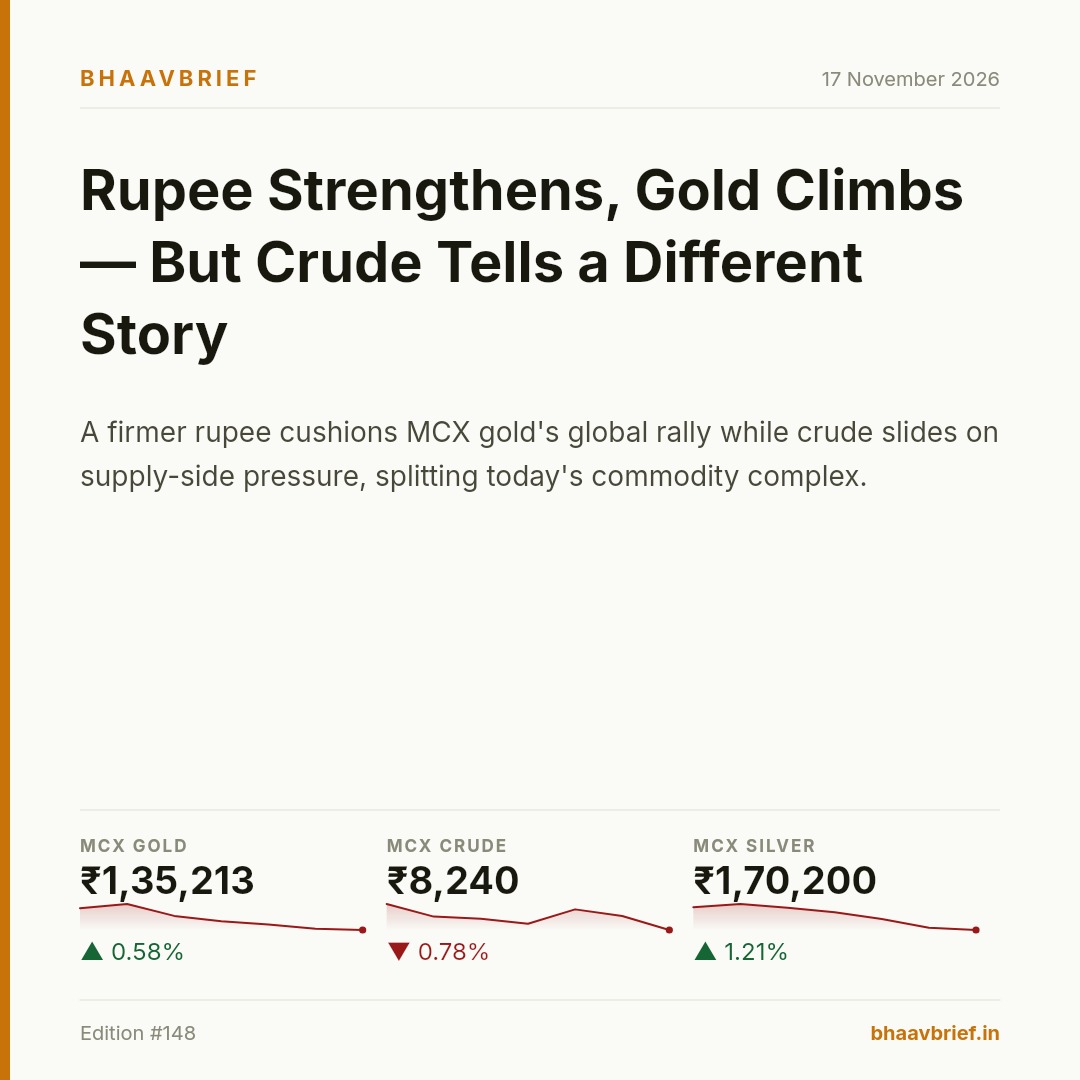 BHAAVBRIEF
17 November 2026
Rupee Strengthens, Gold Climbs
— But Crude Tells a Different
Story
A firmer rupee cushions MCX gold's global rally while crude slides on
supply-side pressure, splitting today's commodity complex.
MCX GOLD
₹1,35,213
▲ 0.58%
MCX CRUDE
₹8,240
▼ 0.78%
MCX SILVER
₹1,70,200
▲ 1.21%
Edition #148
bhaavbrief.in